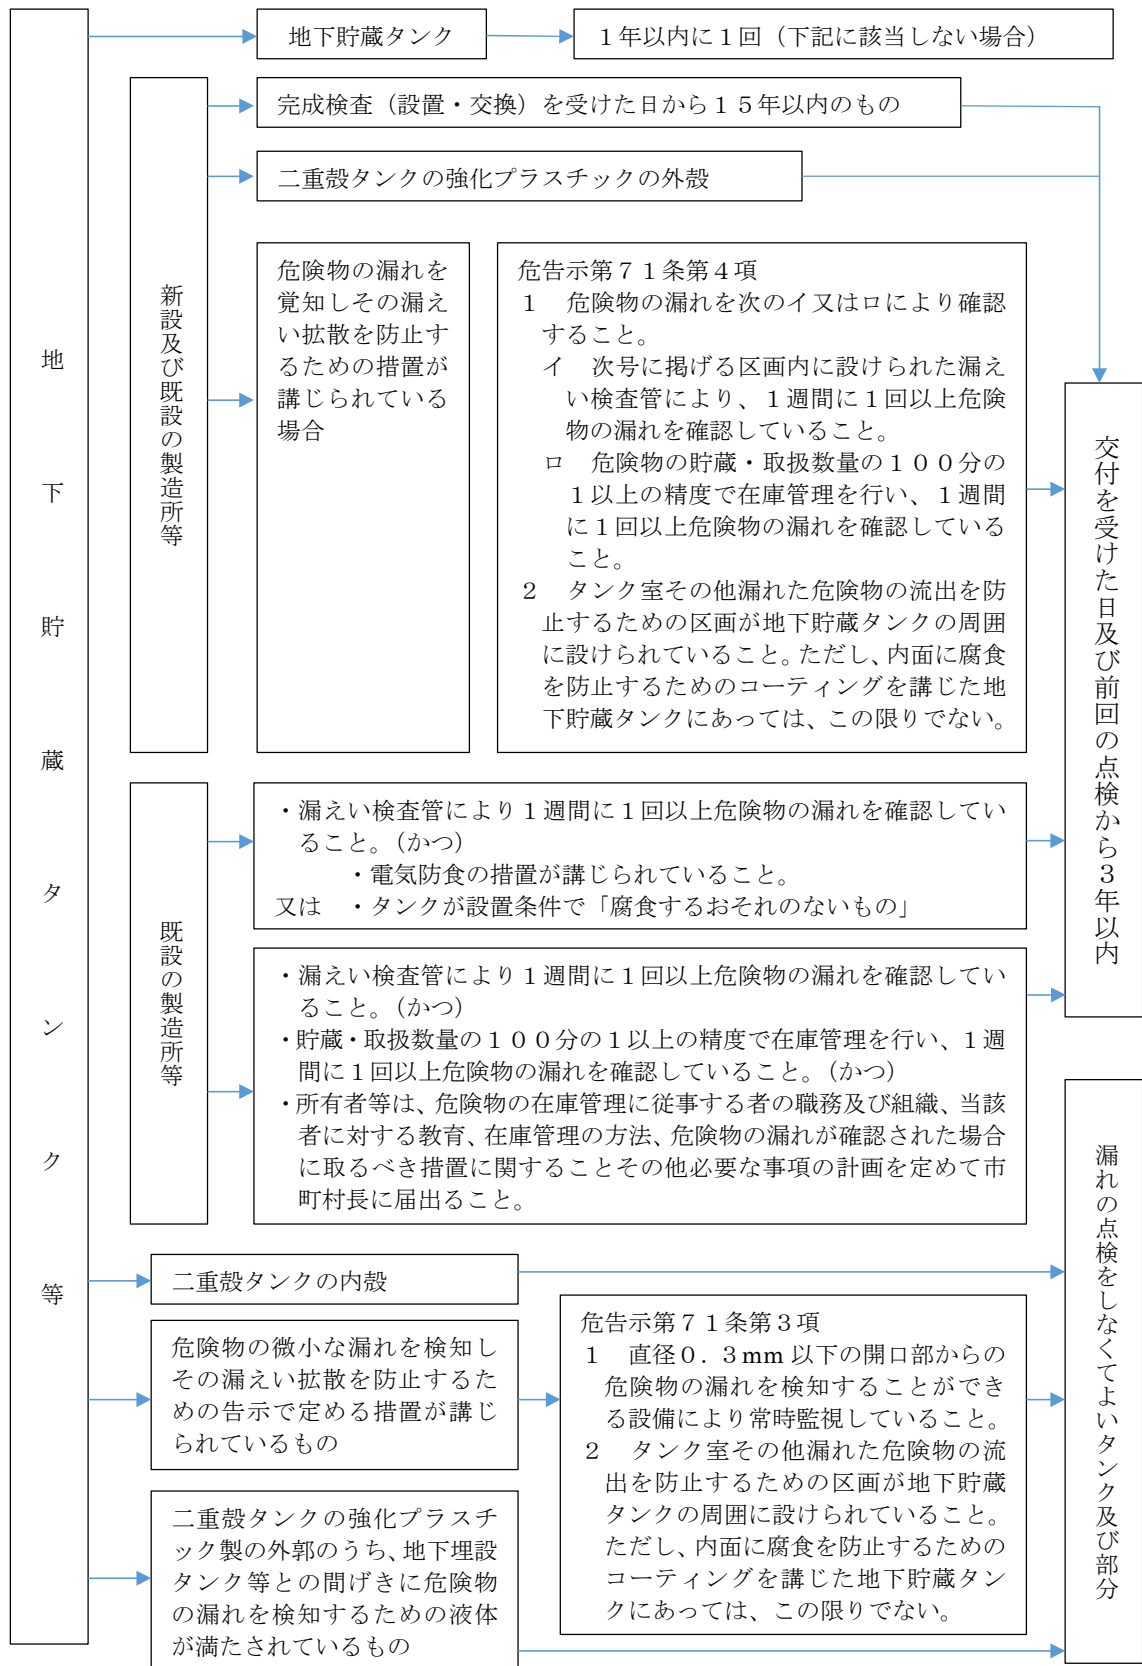 地下貯蔵タンク等
地下貯蔵タンク
１年以内に１回（下記に該当しない場合）
新設及び既設の製造所等
完成検査（設置・交換）を受けた日から１５年以内のもの
二重殻タンクの強化プラスチックの外殻
危険物の漏れを
覚知しその漏え
い拡散を防止す
るための措置が
講じられている
場合
危告示第７１条第４項
１　危険物の漏れを次のイ又はロにより確認
すること。
イ　次号に掲げる区画内に設けられた漏え
い検査管により、１週間に１回以上危険
物の漏れを確認していること。
ロ　危険物の貯蔵・取扱数量の１００分の
１以上の精度で在庫管理を行い、１週間
に１回以上危険物の漏れを確認している
こと。
２　タンク室その他漏れた危険物の流出を防
止するための区画が地下貯蔵タンクの周囲
に設けられていること。ただし、内面に腐食
を防止するためのコーティングを講じた地
下貯蔵タンクにあっては、この限りでない。
交付を受けた日及び前回の点検から３年以内
既設の製造所等
・漏えい検査管により１週間に１回以上危険物の漏れを確認してい
ること。（かつ）
・電気防食の措置が講じられていること。
又は　・タンクが設置条件で「腐食するおそれのないもの」
・漏えい検査管により１週間に１回以上危険物の漏れを確認してい
ること。（かつ）
・貯蔵・取扱数量の１００分の１以上の精度で在庫管理を行い、１週
間に１回以上危険物の漏れを確認していること。（かつ）
・所有者等は、危険物の在庫管理に従事する者の職務及び組織、当該
者に対する教育、在庫管理の方法、危険物の漏れが確認された場合
に取るべき措置に関することその他必要な事項の計画を定めて市
町村長に届出ること。
二重殻タンクの内殻
危険物の微小な漏れを検知し
その漏えい拡散を防止するた
めの告示で定める措置が講じ
られているもの
危告示第７１条第３項
１　直径０．３mm 以下の開口部からの
危険物の漏れを検知することができ
る設備により常時監視していること。
２　タンク室その他漏れた危険物の流
出を防止するための区画が地下貯蔵
タンクの周囲に設けられていること。
ただし、内面に腐食を防止するための
コーティングを講じた地下貯蔵タン
クにあっては、この限りでない。
二重殻タンクの強化プラスチ
ック製の外郭のうち、地下埋設
タンク等との間げきに危険物
の漏れを検知するための液体
が満たされているもの
漏れの点検をしなくてよいタンク及び部分